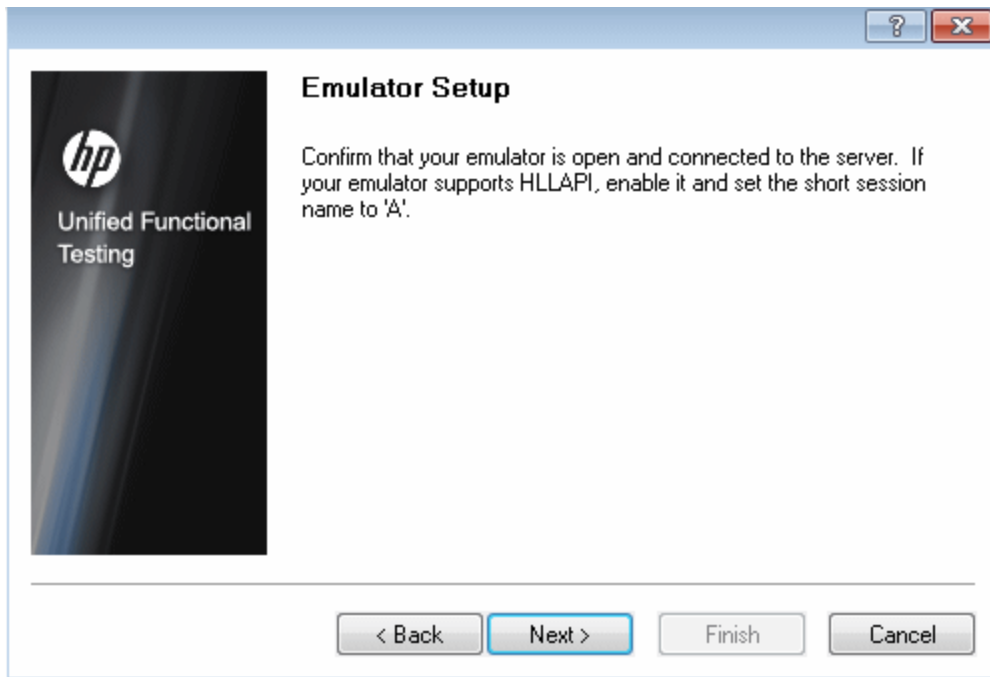 ?
X
Emulator Setup
hp
Unified Functional
Testing
Confirm that your emulator is open and connected to the server.  If
your emulator supports HLLAPI, enable it and set the short session
name to 'A'.
< Back
Next >
Finish
Cancel